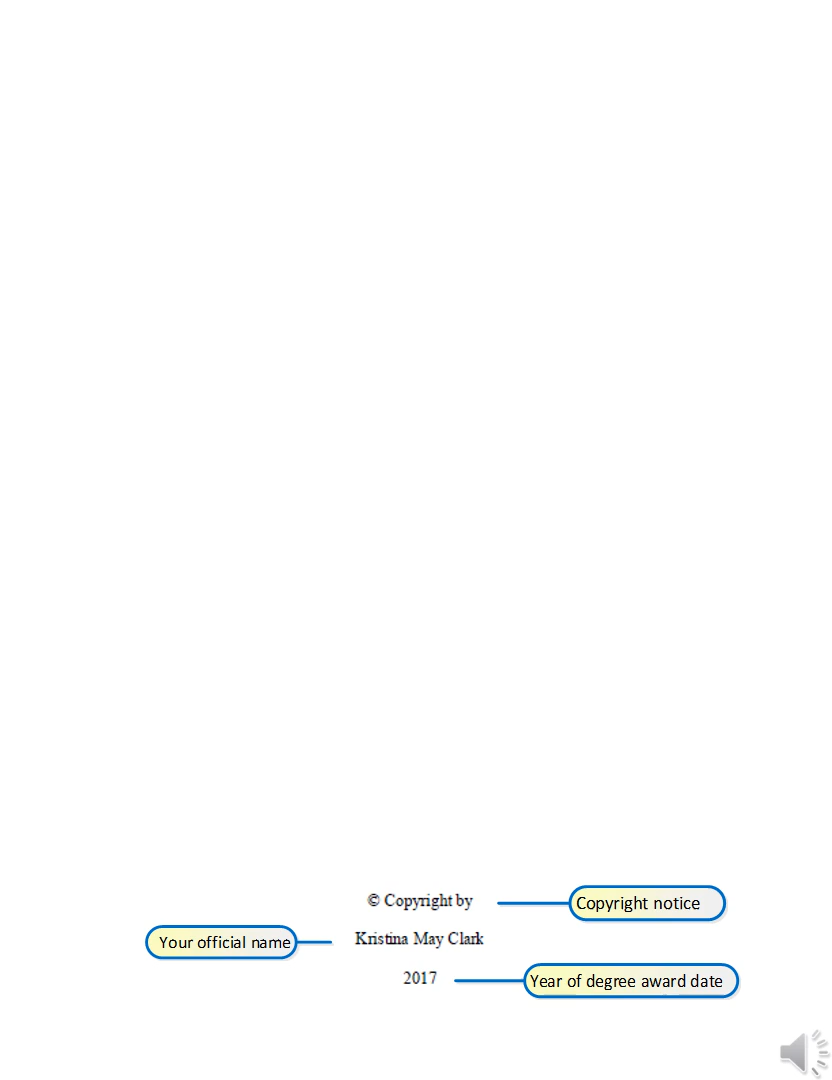 © Copyright by
Copyright notice
Your official name
Kristina May Clark
2017
Year of degree award date